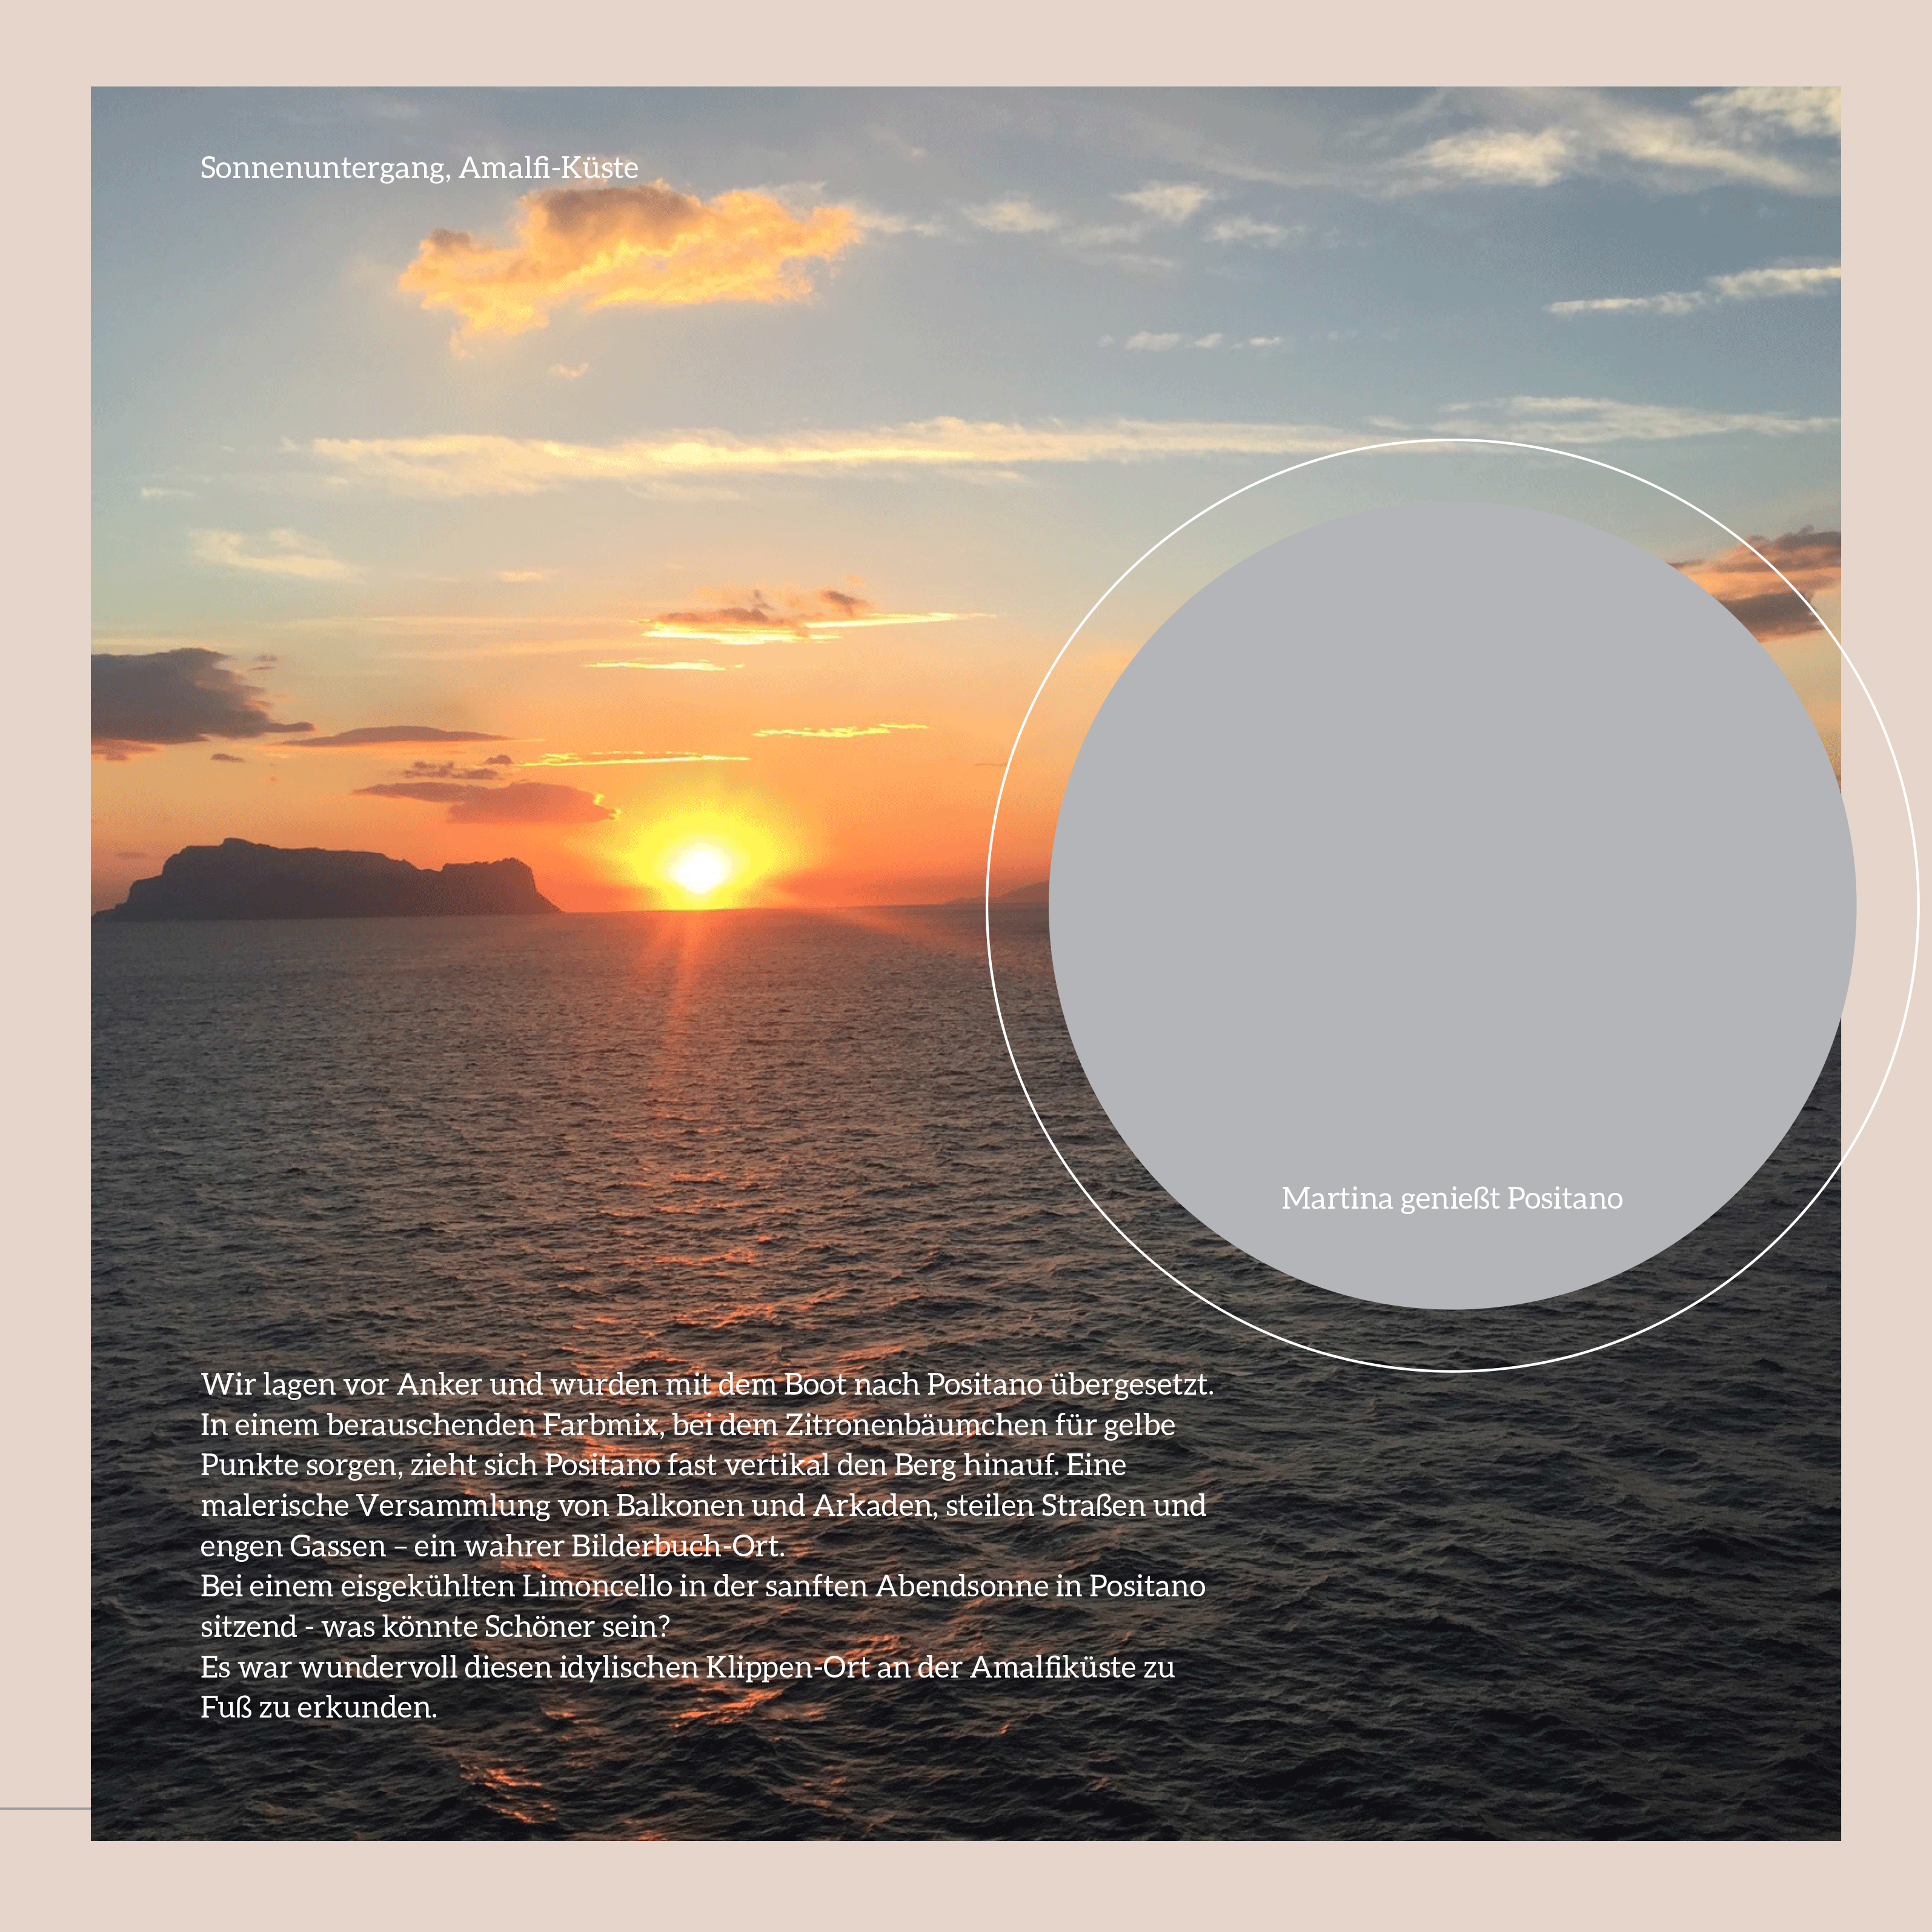 Sonnenuntergang, Amalfi-Küste
Martina genießt Positano
Wir lagen vor Anker und wurden mit dem Boot nach Positano übergesetzt.
In einem berauschenden Farbmix, bei dem Zitronenbäumchen für gelbe
Punkte sorgen, zieht sich Positano fast vertikal den Berg hinauf. Eine
malerische Versammlung von Balkonen und Arkaden, steilen Straßen und
engen Gassen – ein wahrer Bilderbuch-Ort.
Bei einem eisgekühlten Limoncello in der sanften Abendsonne in Positano
sitzend - was könnte Schöner sein?
Es war wundervoll diesen idylischen Klippen-Ort an der Amalfiküste zu
Fuß zu erkunden.